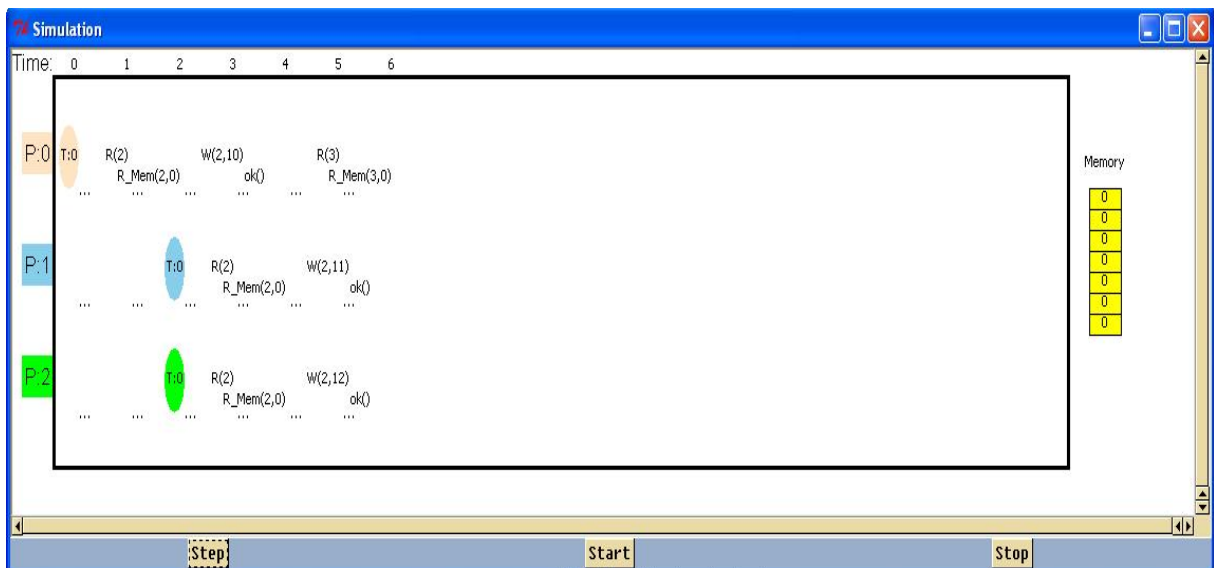 Simulation
Time: 0 1 2 3 4 5 6
P:0 T:0 R(2) W(2,10) R(3)
R_Mem(2,0) ok() R_Mem(3,0)
... ... ... ... ... ...
Memory
0
0
0
0
0
0
0
P:1 T:0 R(2) W(2,11)
R_Mem(2,0) ok()
... ... ... ... ... ...
P:2 T:0 R(2) W(2,12)
R_Mem(2,0) ok()
... ... ... ... ... ...
Step Start Stop